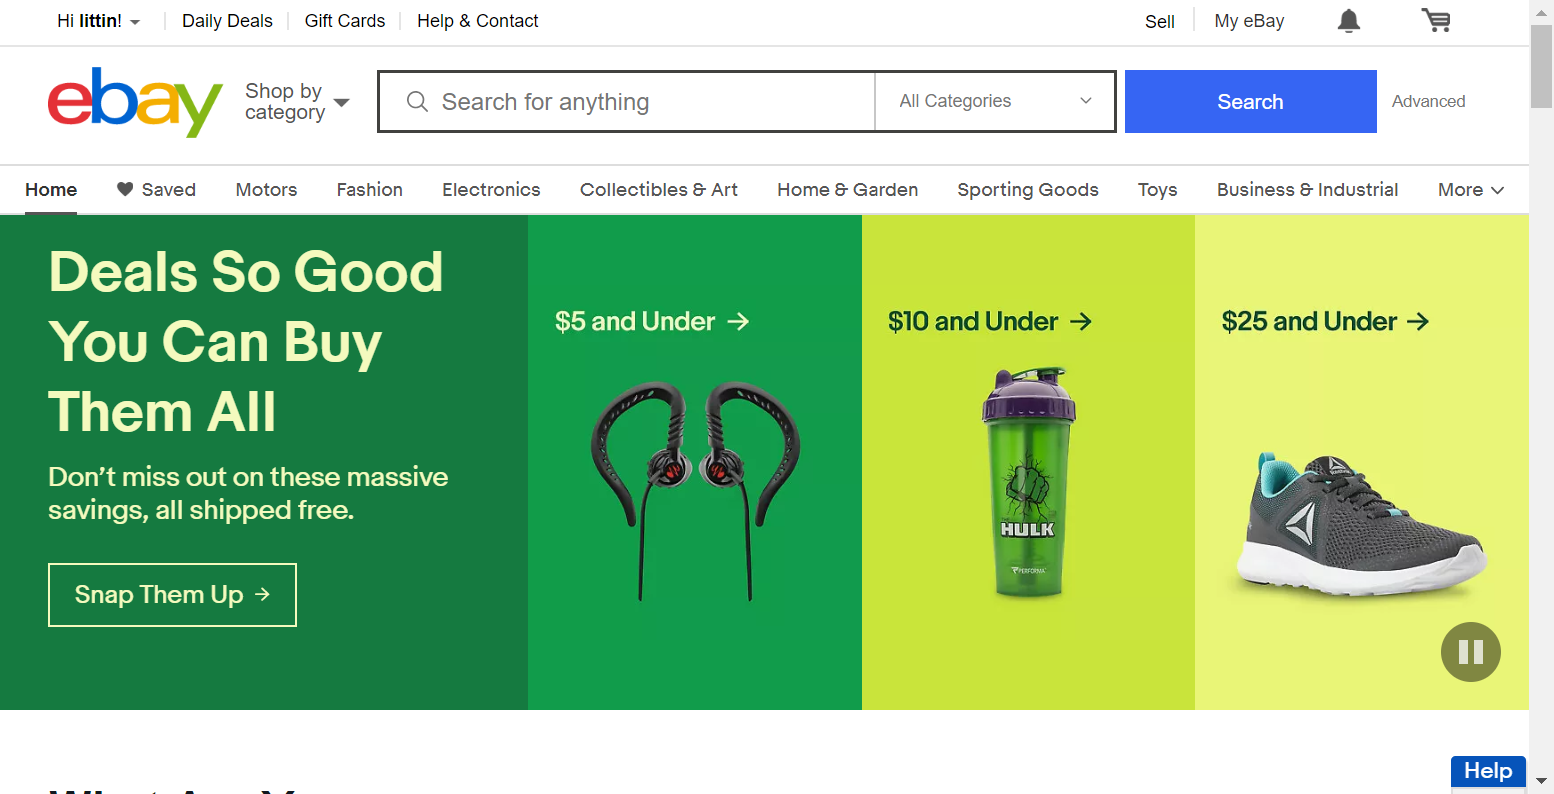 Hi littin!
Daily Deals
Gift Cards
Help & Contact
Sell
My eBay
ebay
Shop by
category
Search for anything
All Categories
Search
Advanced
Home
Saved
Motors
Fashion
Electronics
Collectibles & Art
Home & Garden
Sporting Goods
Toys
Business & Industrial
More
Deals So Good
You Can Buy
Them All
Don’t miss out on these massive
savings, all shipped free.
Snap Them Up →
$5 and Under →
$10 and Under →
HULK
PERFORMA
$25 and Under →
Reebok
Help